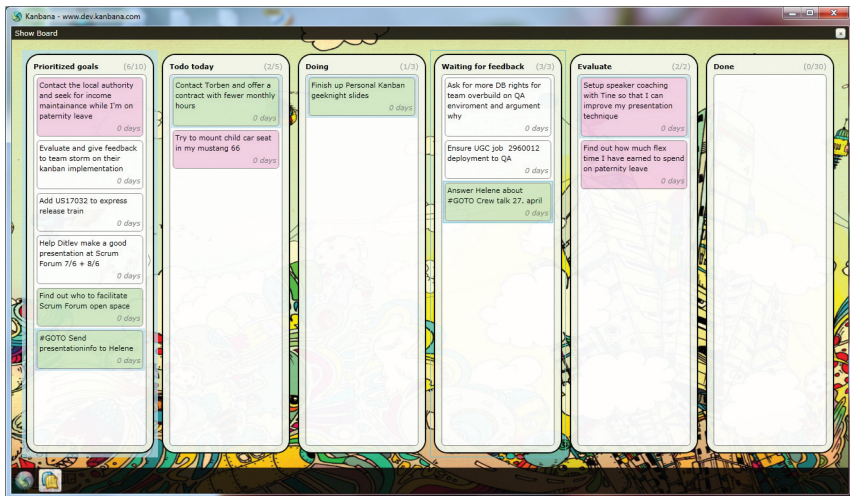 Kanbana - www.dev.kanbana.com
Show Board
Prioritized goals (6/10)
Contact the local authority
and seek for income
maintainance while I'm on
paternity leave
0 days
Evaluate and give feedback
to team storm on their
kanban implementation
0 days
Add US17032 to express
release train
0 days
Help Ditlev make a good
presentation at Scrum
Forum 7/6 + 8/6
0 days
Find out who to facilitate
Scrum Forum open space
0 days
#GOTO Send
presentationinfo to Helene
0 days
Todo today (2/5)
Contact Torben and offer a
contract with fewer monthly
hours
0 days
Try to mount child car seat
in my mustang 66
0 days
Doing (1/3)
Finish up Personal Kanban
geeknight slides
0 days
Waiting for feedback (3/3)
Ask for more DB rights for
team overbuild on QA
enviroment and argument
why
0 days
Ensure UGC job 2960012
deployment to QA
0 days
Answer Helene about
#GOTO Crew talk 27. april
0 days
Evaluate (2/2)
Setup speaker coaching
with Tine so that I can
improve my presentation
technique
0 days
Find out how much flex
time I have earned to spend
on paternity leave
0 days
Done (0/30)